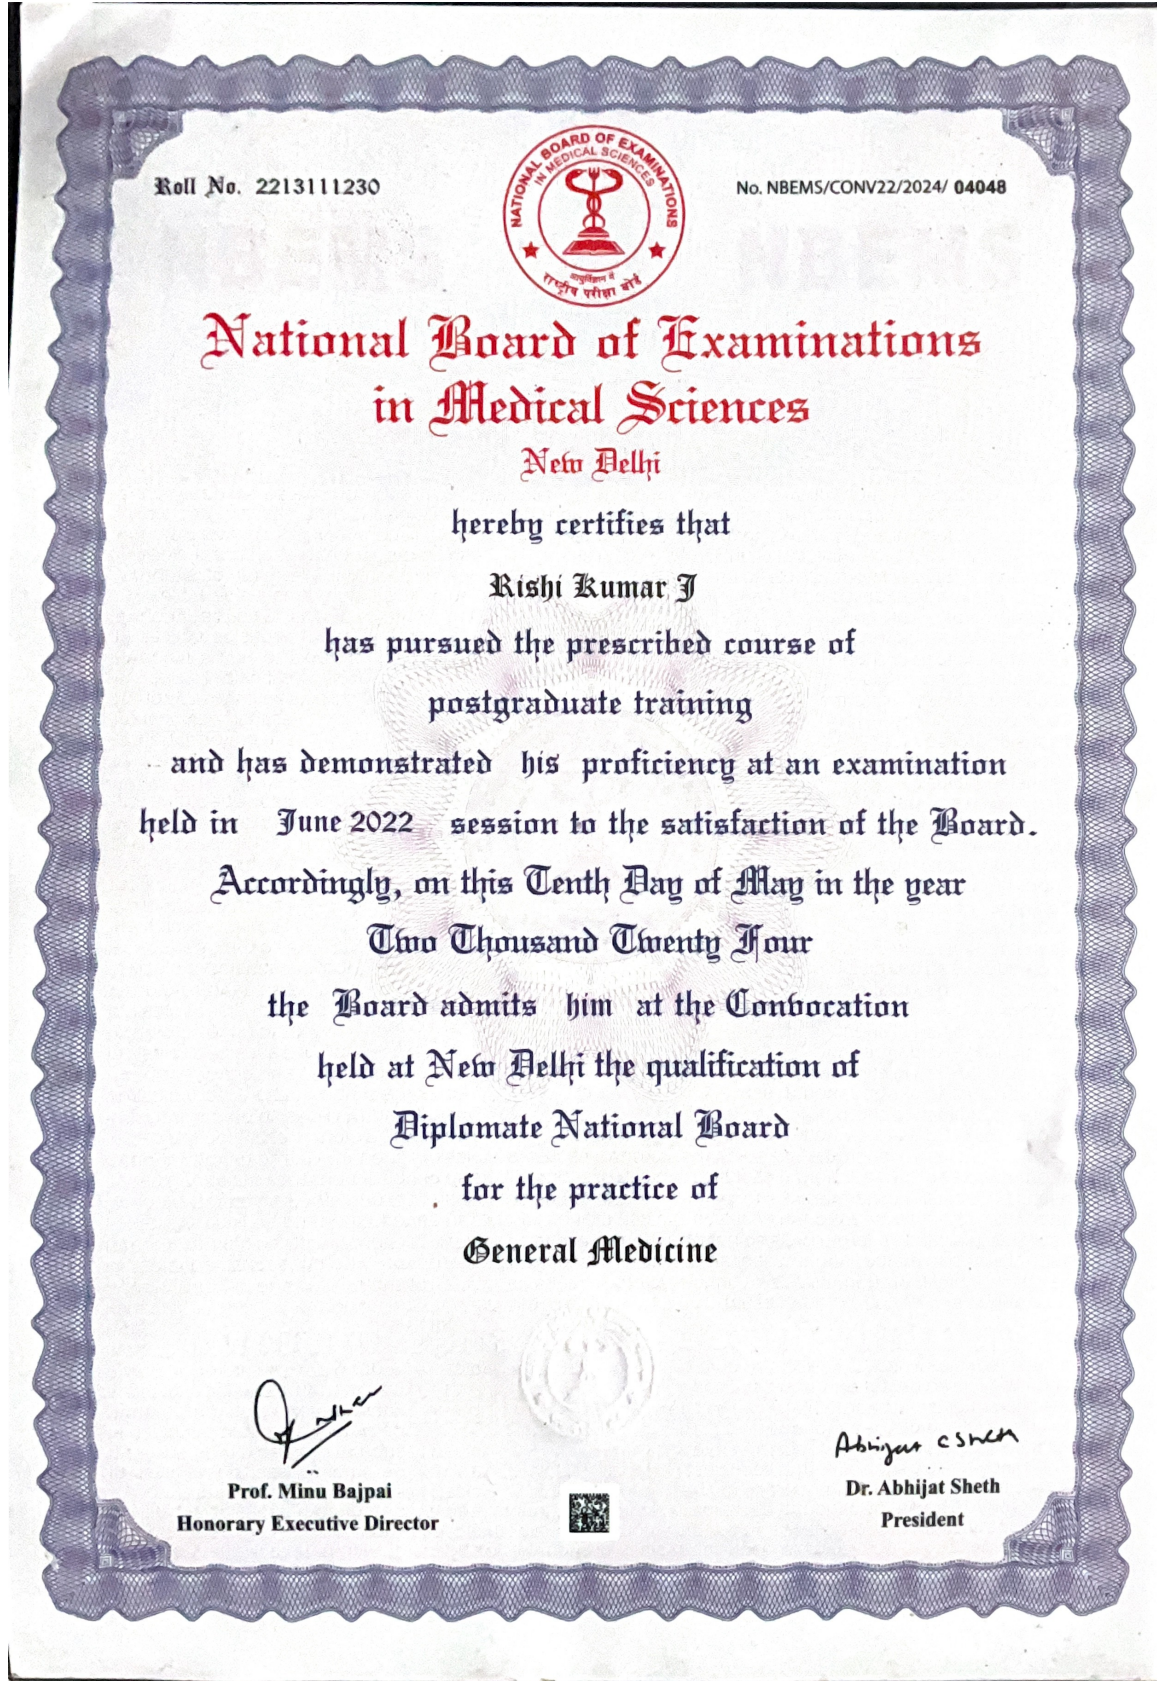 Roll No. 2213111230
No. NBEMS/CONV22/2024/ 04048
NATIONAL BOARD OF EXAMINATIONS
IN MEDICAL SCIENCES
आयुर्विज्ञान में
राष्ट्रीय परीक्षा बोर्ड
National Board of Examinations
in Medical Sciences
New Delhi
hereby certifies that
Rishi Kumar J
has pursued the prescribed course of
postgraduate training
and has demonstrated his proficiency at an examination
held in June 2022 session to the satisfaction of the Board.
Accordingly, on this Tenth Day of May in the year
Two Thousand Twenty Four
the Board admits him at the Convocation
held at New Delhi the qualification of
Diplomate National Board
for the practice of
General Medicine
Abhijat C Sheth
Prof. Minu Bajpai
Honorary Executive Director
Dr. Abhijat Sheth
President